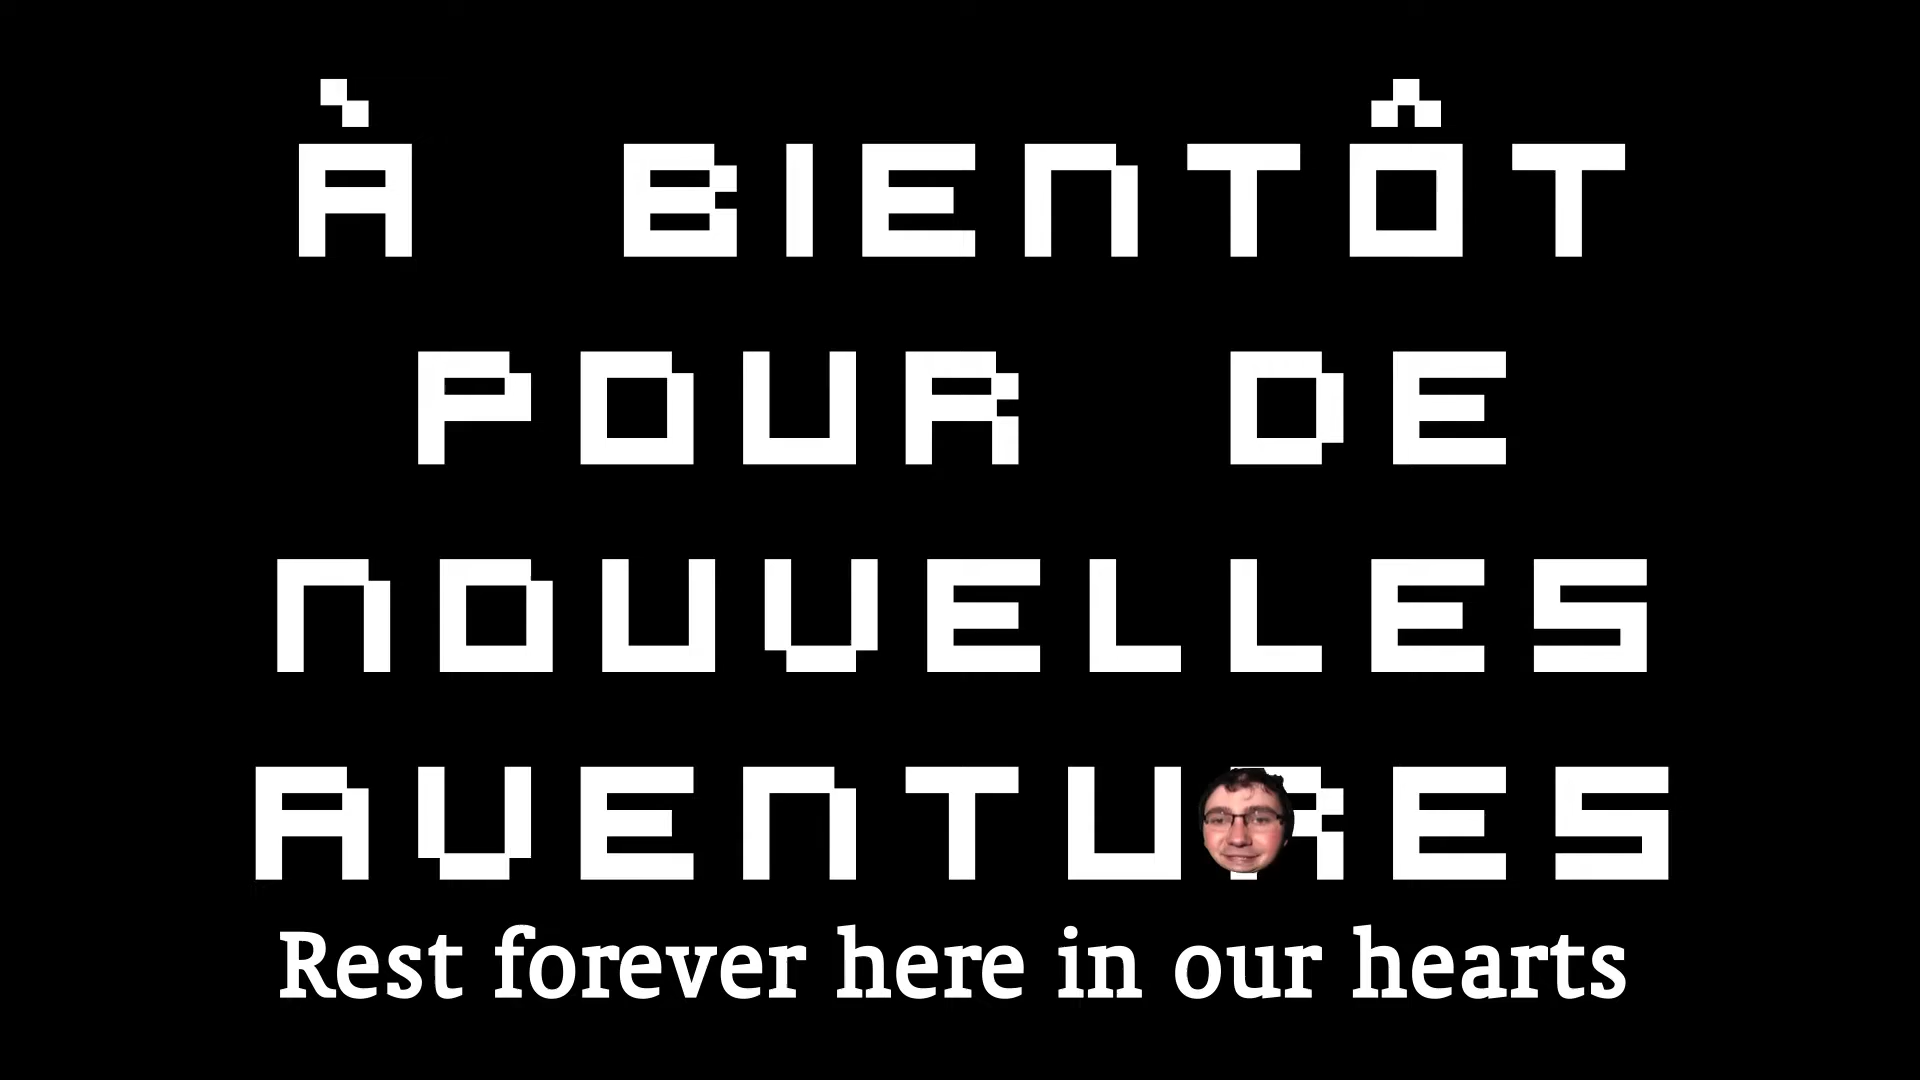 À BIENTÔT
POUR DE
NOUVELLES
AVENTURES
Rest forever here in our hearts